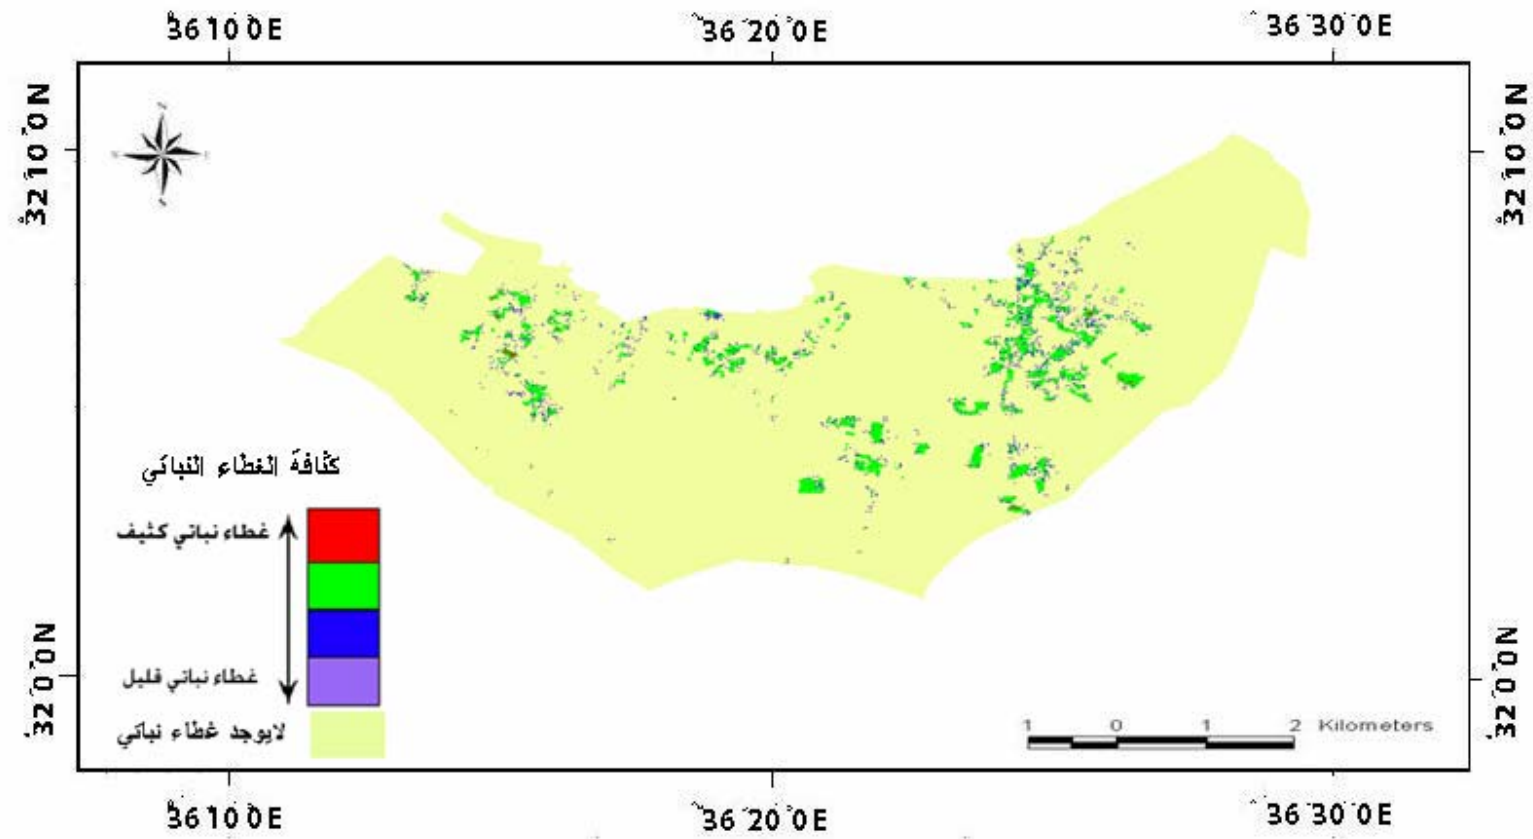 36°10'0"E 36°20'0"E 36°30'0"E
32°10'0"N
32°10'0"N
كثافة الغطاء النباتي
غطاء نباتي كثيف
غطاء نباتي قليل
لايوجد غطاء نباتي
32°0'0"N
32°0'0"N
1 0 1 2 Kilometers
36°10'0"E 36°20'0"E 36°30'0"E